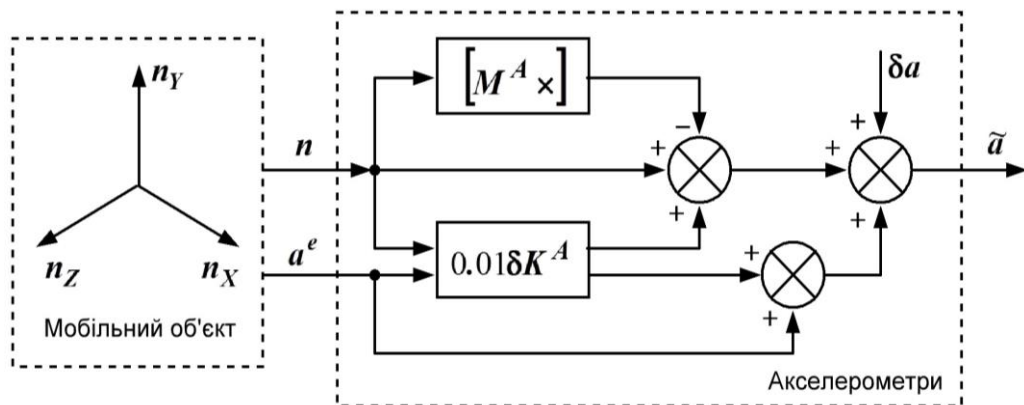 n_Y
n_Z
n_X
Мобільний об'єкт
n
a^e
[M^A ×]
0.01δK^A
−
+
+
+
+
δa
+
+
+
ã
Акселерометри